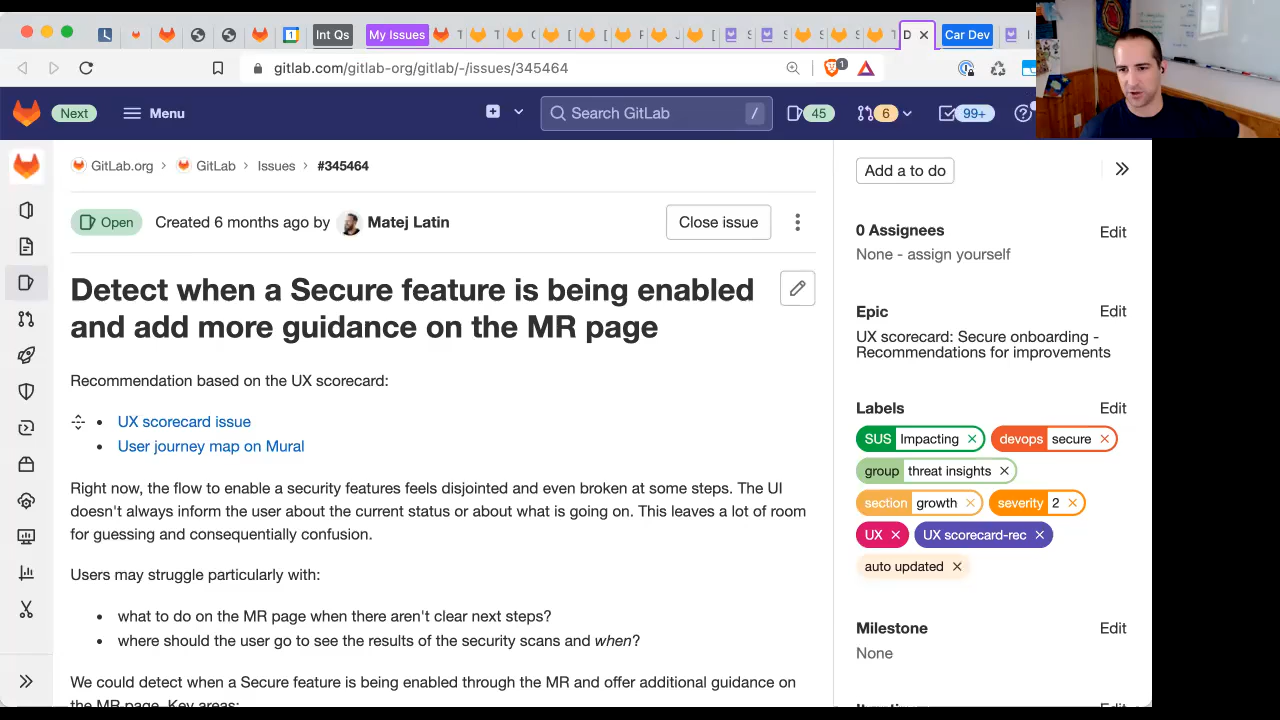 Int Qs
My Issues
Car Dev
gitlab.com/gitlab-org/gitlab/-/issues/345464
1
Next
Menu
Search GitLab
/
45
6
99+
GitLab.org > GitLab > Issues > #345464
Add a to do
Open
Created 6 months ago by Matej Latin
Close issue
Detect when a Secure feature is being enabled
and add more guidance on the MR page
Recommendation based on the UX scorecard:
• UX scorecard issue
• User journey map on Mural
Right now, the flow to enable a security features feels disjointed and even broken at some steps. The UI
doesn't always inform the user about the current status or about what is going on. This leaves a lot of room
for guessing and consequentially confusion.
Users may struggle particularly with:
• what to do on the MR page when there aren't clear next steps?
• where should the user go to see the results of the security scans and when?
We could detect when a Secure feature is being enabled through the MR and offer additional guidance on
the MR page. Key areas:
0 Assignees
Edit
None - assign yourself
Epic
Edit
UX scorecard: Secure onboarding -
Recommendations for improvements
Labels
Edit
SUS Impacting
devops secure
group threat insights
section growth
severity 2
UX
UX scorecard-rec
auto updated
Milestone
Edit
None